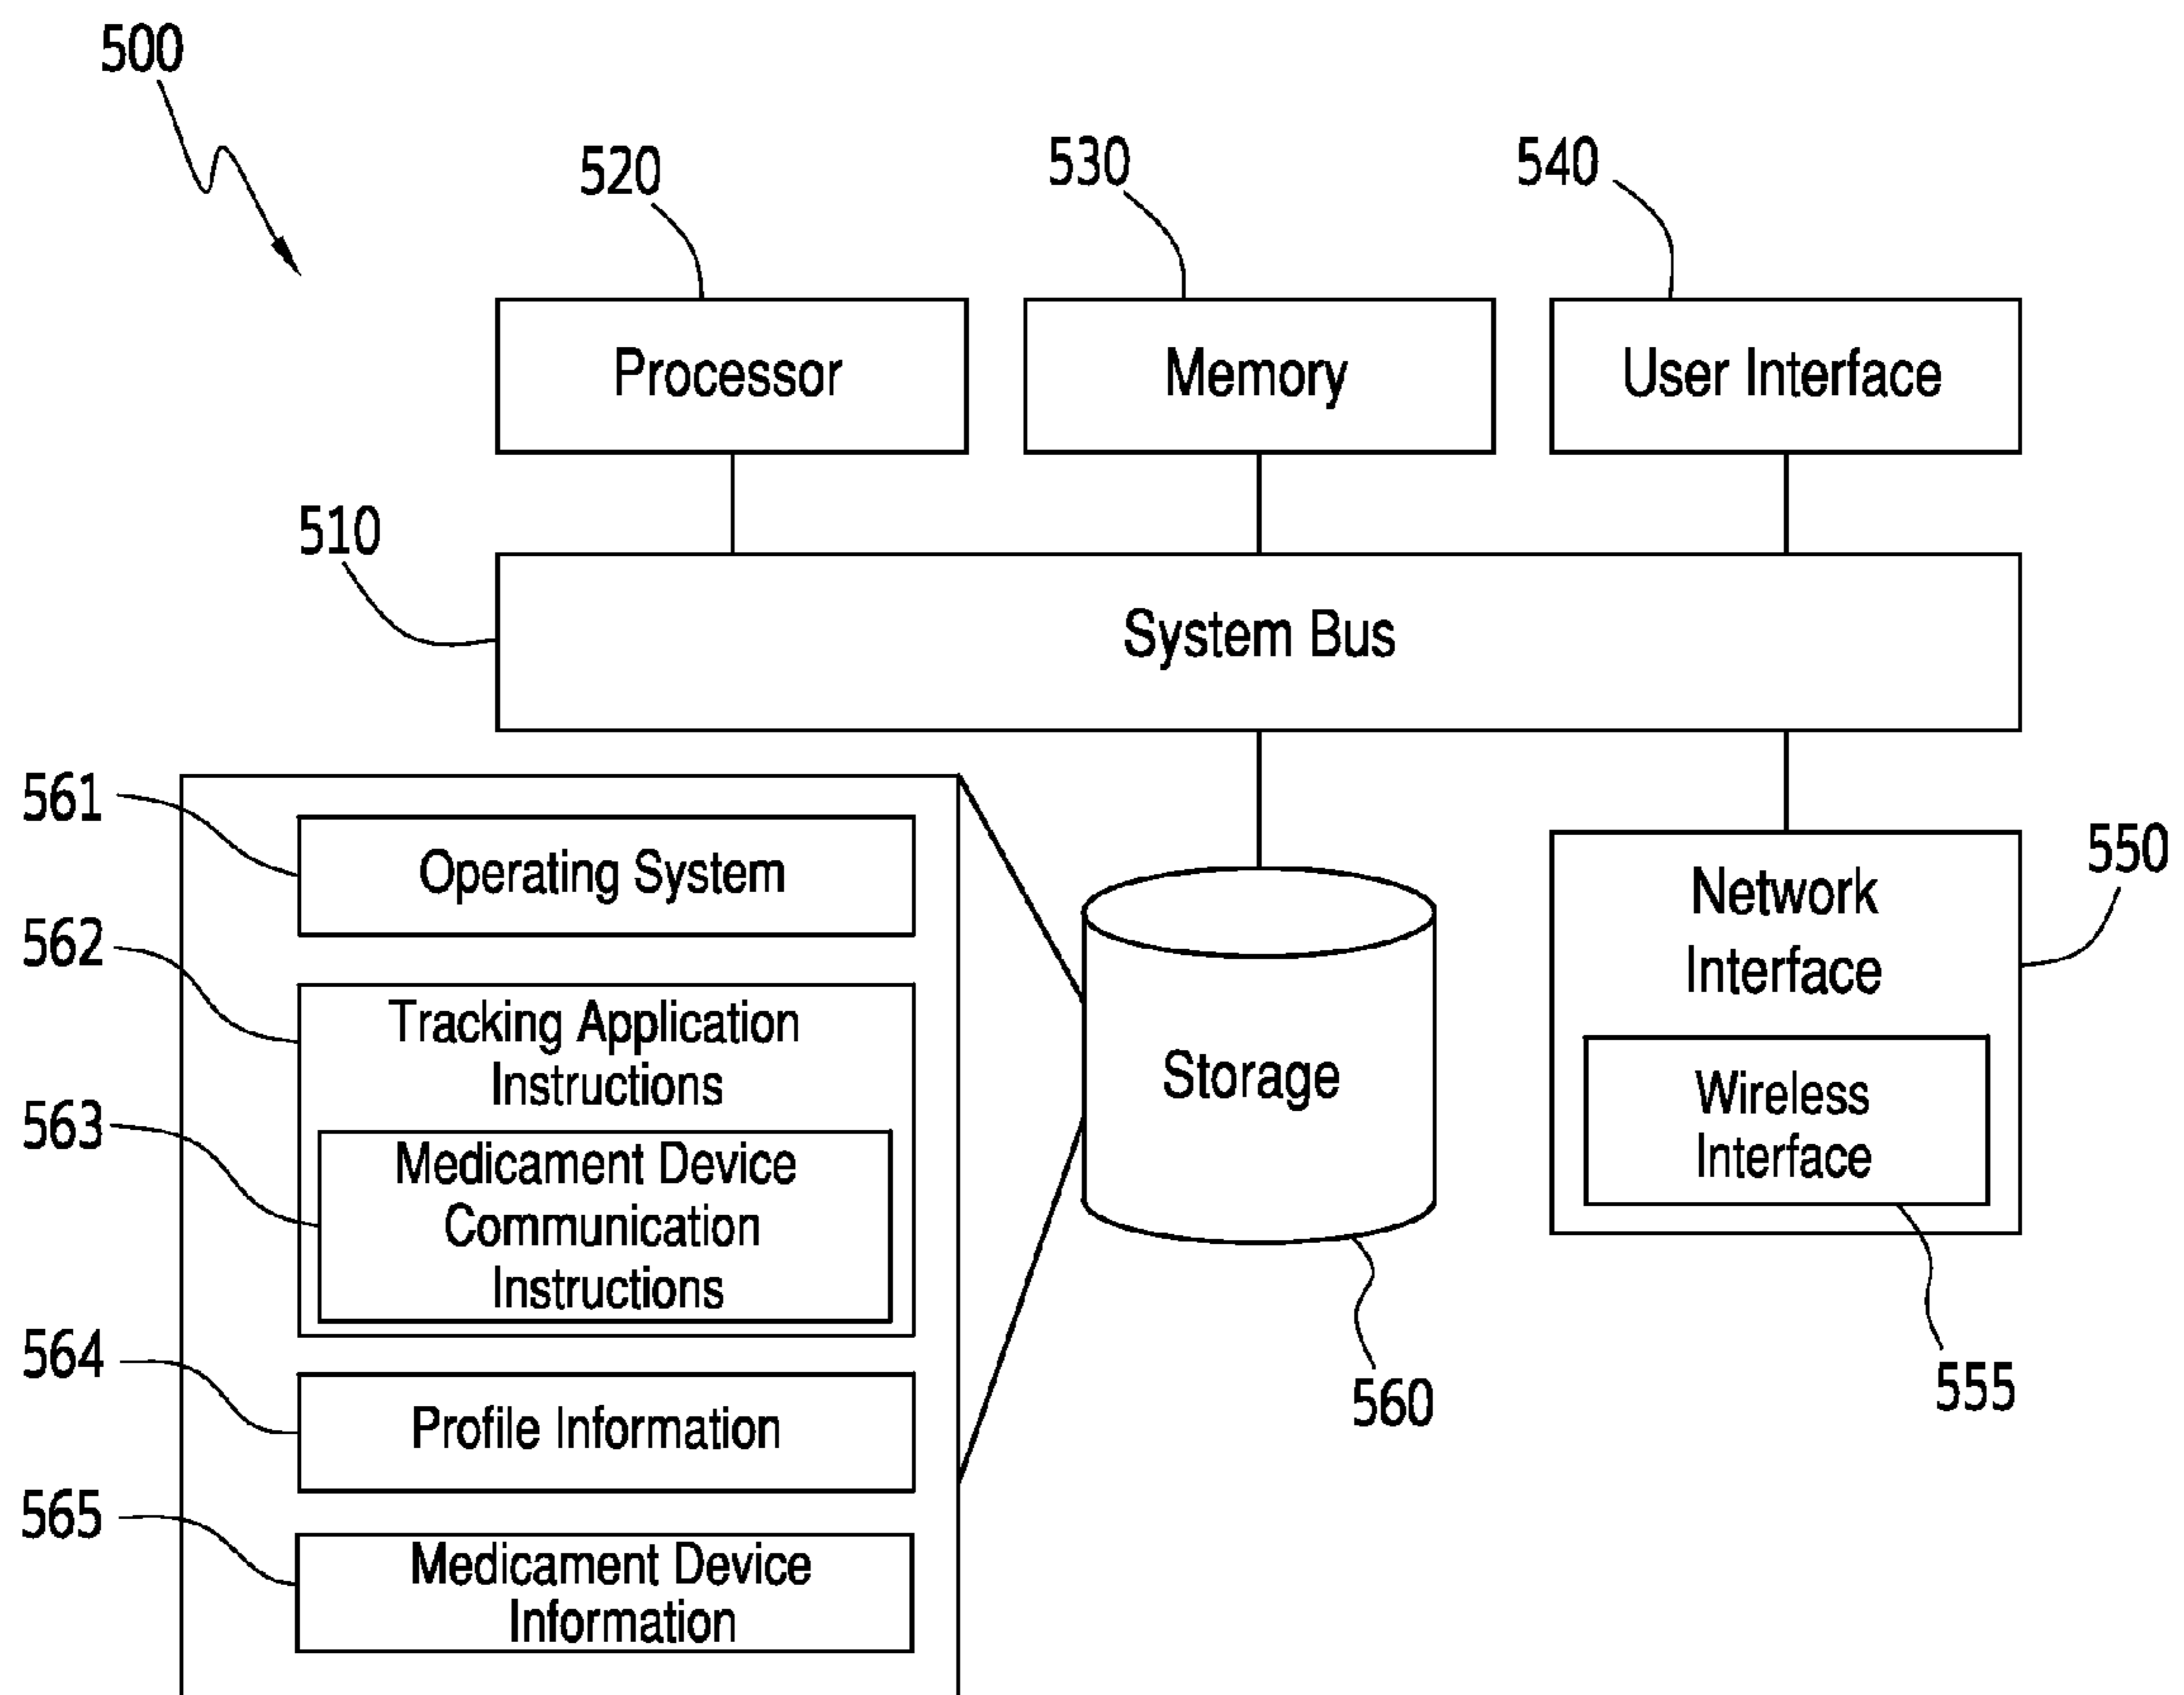 500
520
530
540
Processor
Memory
User Interface
510
System Bus
561
Operating System
550
Network
Interface
562
Tracking Application
Instructions
Storage
Wireless
Interface
563
Medicament Device
Communication
Instructions
564
Profile Information
560
555
565
Medicament Device
Information